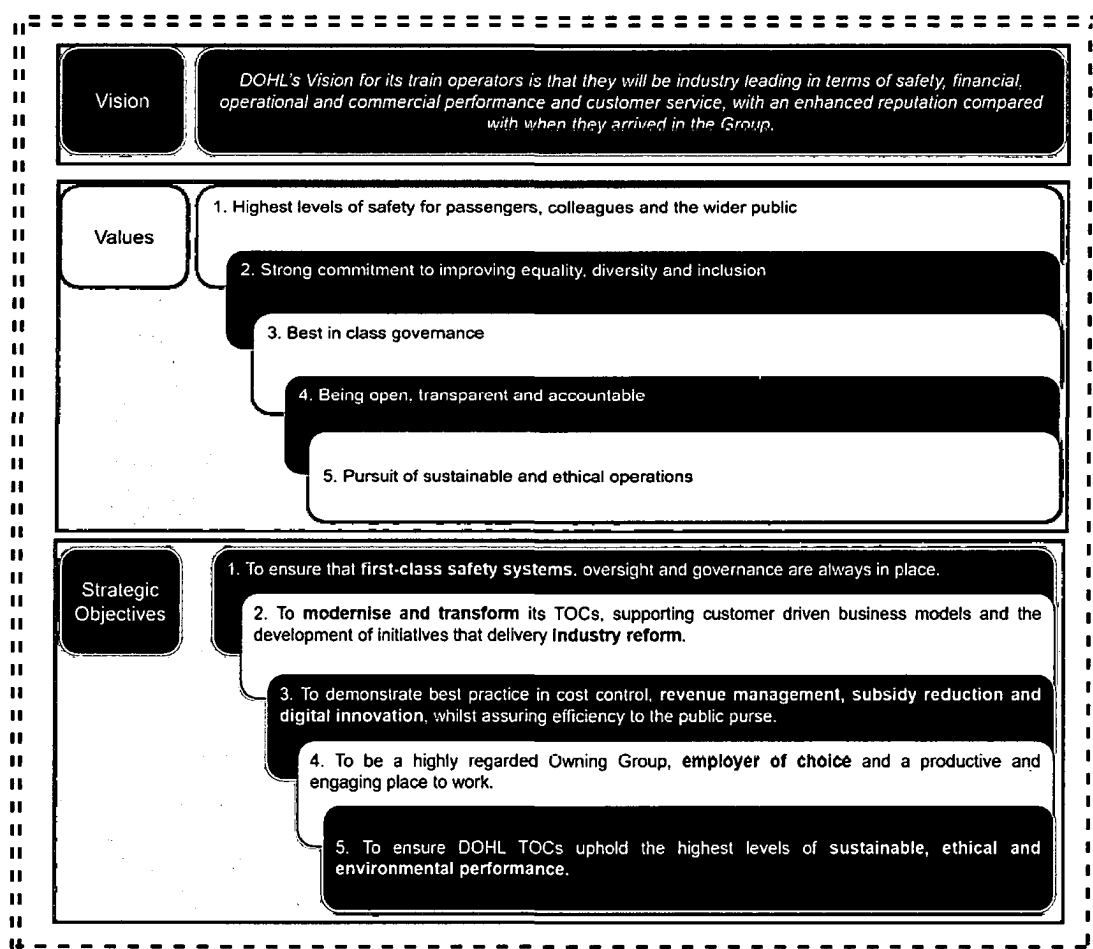 Vision
DOHL's Vision for its train operators is that they will be industry leading in terms of safety, financial,
operational and commercial performance and customer service, with an enhanced reputation compared
with when they arrived in the Group.
Values
1. Highest levels of safety for passengers, colleagues and the wider public
2. Strong commitment to improving equality, diversity and inclusion
3. Best in class governance
4. Being open, transparent and accountable
5. Pursuit of sustainable and ethical operations
Strategic
Objectives
1. To ensure that first-class safety systems, oversight and governance are always in place.
2. To modernise and transform its TOCs, supporting customer driven business models and the
development of initiatives that delivery industry reform.
3. To demonstrate best practice in cost control, revenue management, subsidy reduction and
digital innovation, whilst assuring efficiency to the public purse.
4. To be a highly regarded Owning Group, employer of choice and a productive and
engaging place to work.
5. To ensure DOHL TOCs uphold the highest levels of sustainable, ethical and
environmental performance.